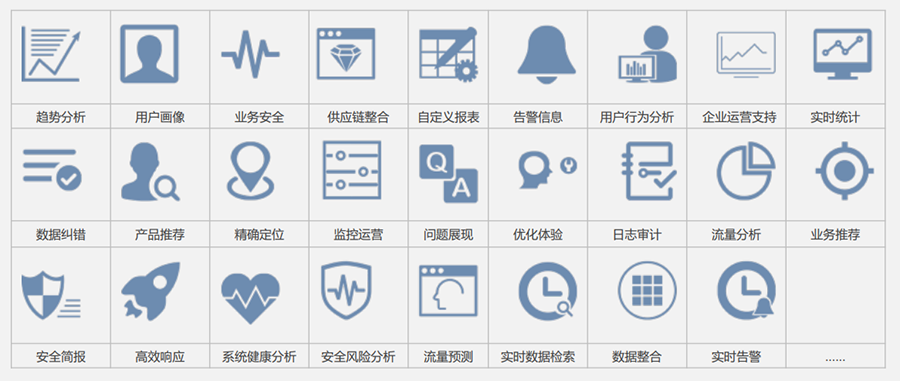 趋势分析
用户画像
业务安全
供应链整合
自定义报表
告警信息
用户行为分析
企业运营支持
实时统计
Q
A
数据纠错
产品推荐
精确定位
监控运营
问题展现
优化体验
日志审计
流量分析
业务推荐
安全简报
高效响应
系统健康分析
安全风险分析
流量预测
实时数据检索
数据整合
实时告警
......